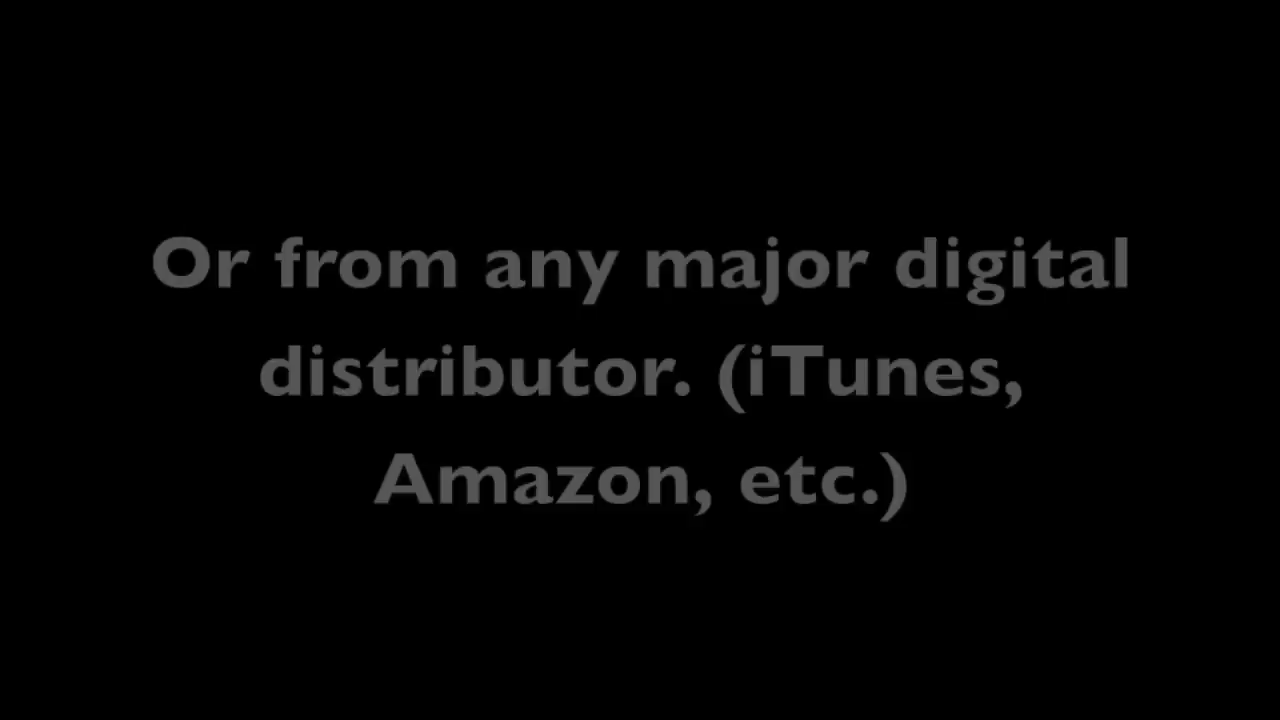 Or from any major digital
distributor. (iTunes,
Amazon, etc.)